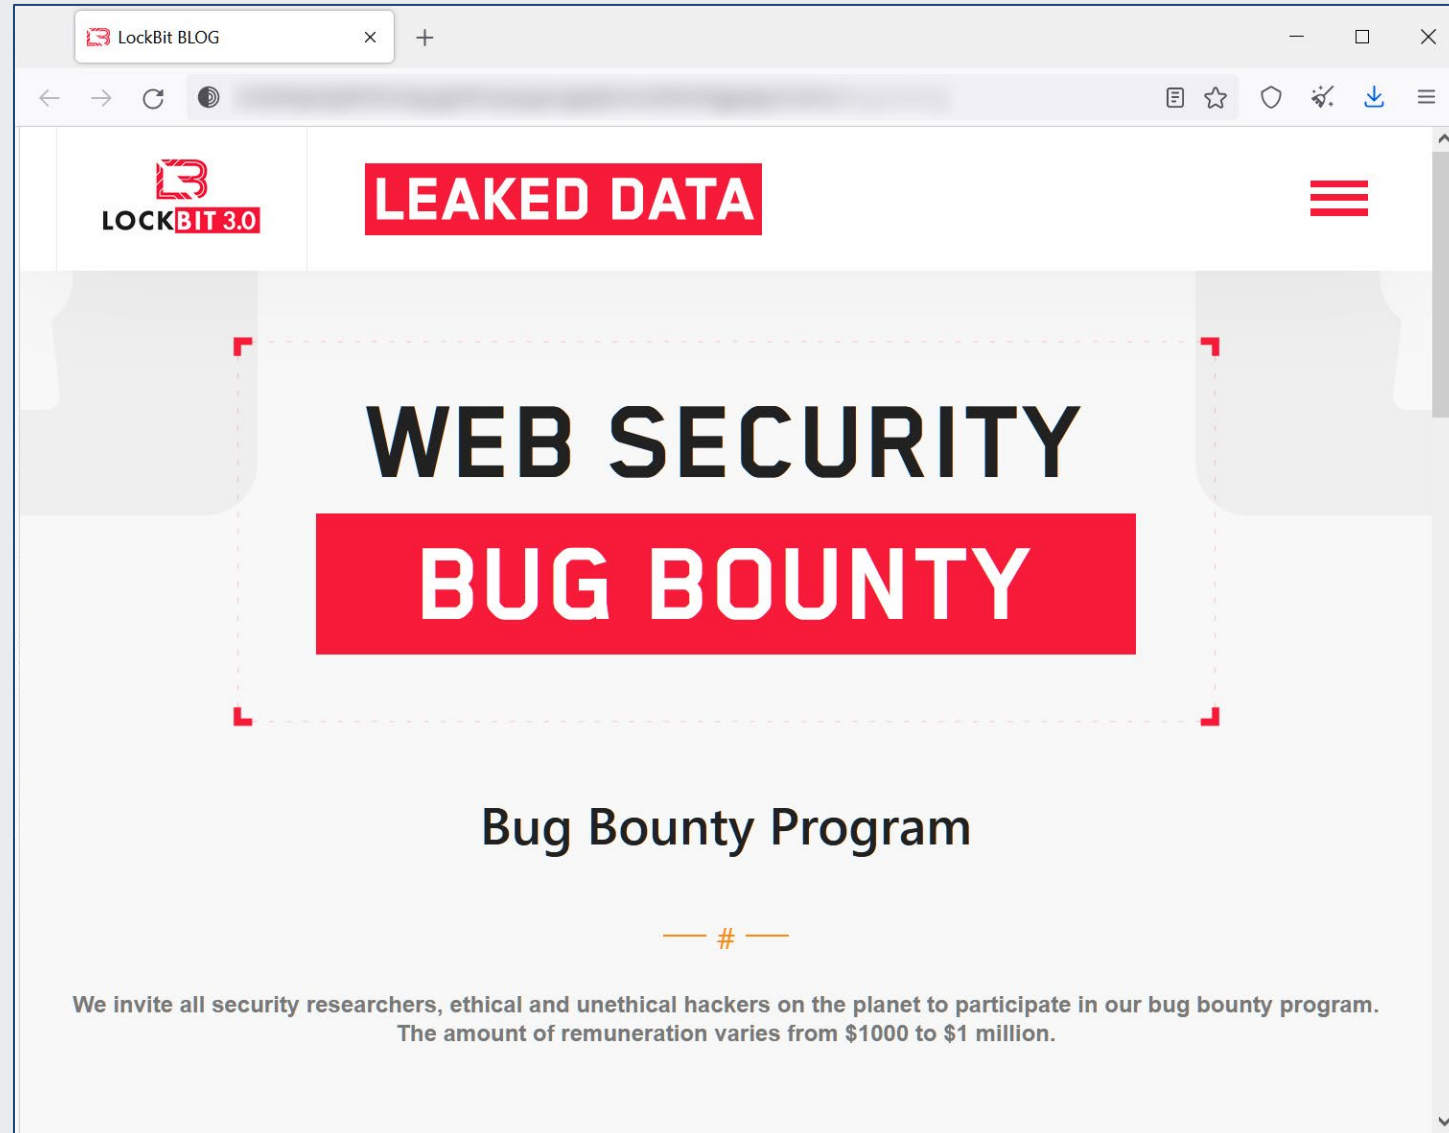 LockBit BLOG
LOCKBIT 3.0
LEAKED DATA
WEB SECURITY
BUG BOUNTY
Bug Bounty Program
#
We invite all security researchers, ethical and unethical hackers on the planet to participate in our bug bounty program.
The amount of remuneration varies from $1000 to $1 million.